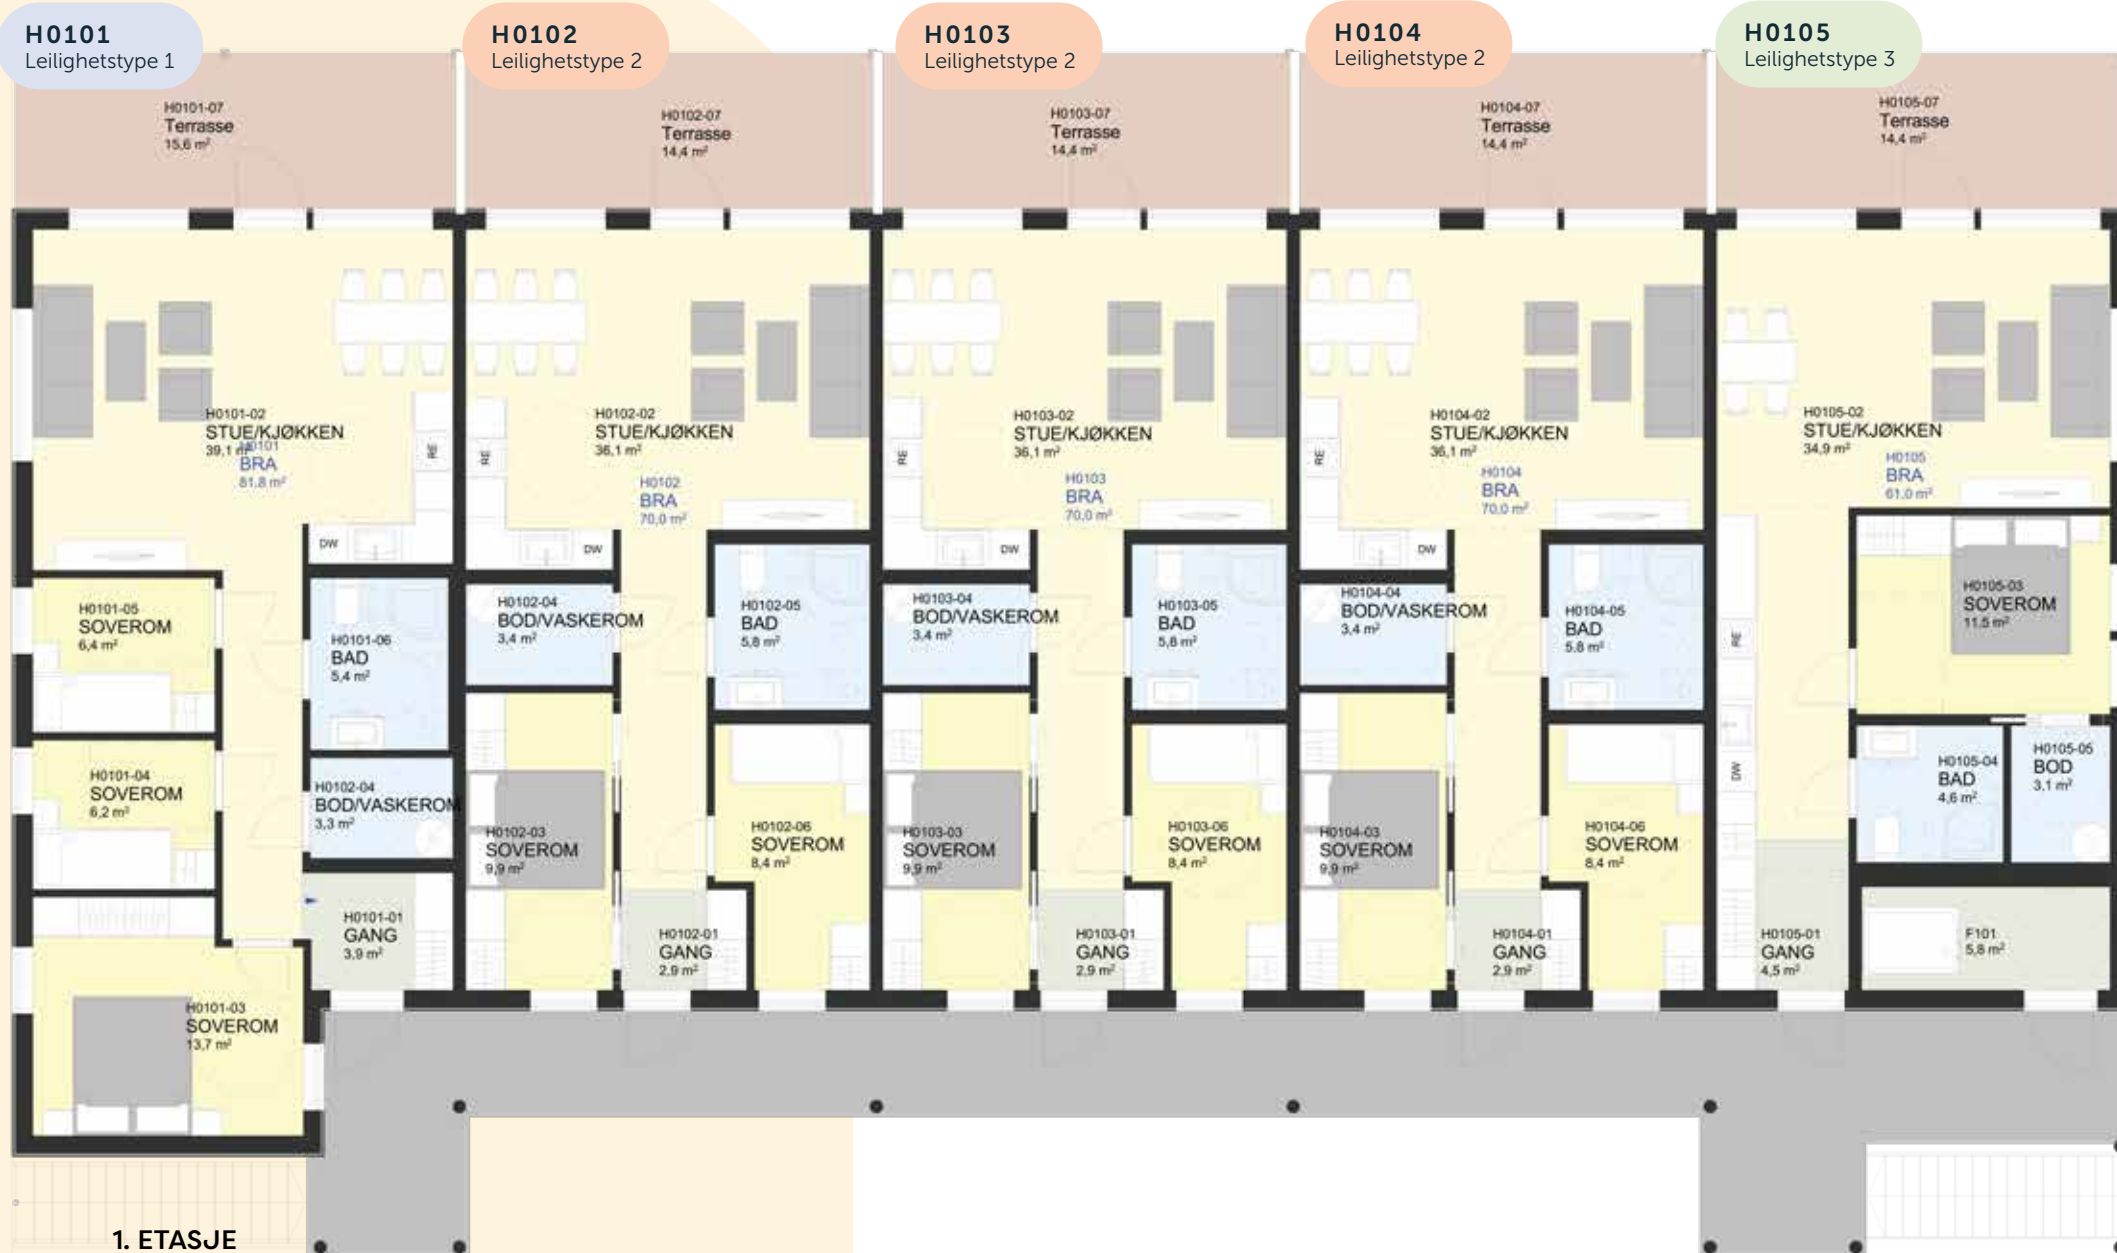 H0101
Leilighetstype 1
H0102
Leilighetstype 2
H0103
Leilighetstype 2
H0104
Leilighetstype 2
H0105
Leilighetstype 3
H0101-07
Terrasse
15,6 m²
H0102-07
Terrasse
14,4 m²
H0103-07
Terrasse
14,4 m²
H0104-07
Terrasse
14,4 m²
H0105-07
Terrasse
14,4 m²
H0101-02
STUE/KJØKKEN
39,1 m²
H0101
BRA
81,8 m²
RE
DW
H0101-05
SOVEROM
6,4 m²
H0101-06
BAD
5,4 m²
H0101-04
SOVEROM
6,2 m²
H0102-04
BOD/VASKEROM
3,3 m²
H0101-01
GANG
3,9 m²
H0101-03
SOVEROM
13,7 m²
H0102-02
STUE/KJØKKEN
36,1 m²
H0102
BRA
70,0 m²
RE
DW
H0102-04
BOD/VASKEROM
3,4 m²
H0102-05
BAD
5,8 m²
H0102-03
SOVEROM
9,9 m²
H0102-06
SOVEROM
8,4 m²
H0102-01
GANG
2,9 m²
H0103-02
STUE/KJØKKEN
36,1 m²
H0103
BRA
70,0 m²
RE
DW
H0103-04
BOD/VASKEROM
3,4 m²
H0103-05
BAD
5,8 m²
H0103-03
SOVEROM
9,9 m²
H0103-06
SOVEROM
8,4 m²
H0103-01
GANG
2,9 m²
H0104-02
STUE/KJØKKEN
36,1 m²
H0104
BRA
70,0 m²
RE
DW
H0104-04
BOD/VASKEROM
3,4 m²
H0104-05
BAD
5,8 m²
H0104-03
SOVEROM
9,9 m²
H0104-06
SOVEROM
8,4 m²
H0104-01
GANG
2,9 m²
H0105-02
STUE/KJØKKEN
34,9 m²
H0105
BRA
61,0 m²
H0105-03
SOVEROM
11,5 m²
RE
DW
H0105-04
BAD
4,6 m²
H0105-05
BOD
3,1 m²
H0105-01
GANG
4,5 m²
F101
5,8 m²
1. ETASJE